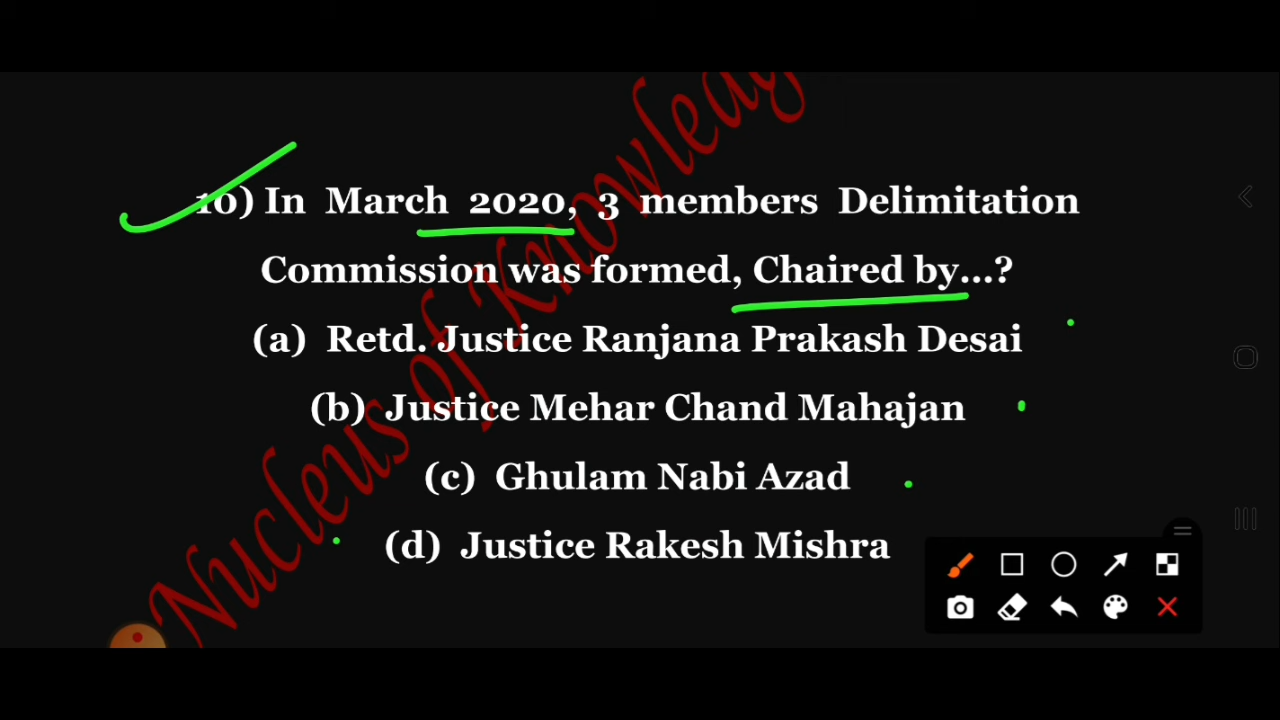 10) In March 2020, 3 members Delimitation
Commission was formed, Chaired by...?
(a) Retd. Justice Ranjana Prakash Desai
(b) Justice Mehar Chand Mahajan
(c) Ghulam Nabi Azad
(d) Justice Rakesh Mishra
Nucleus of Knowledge